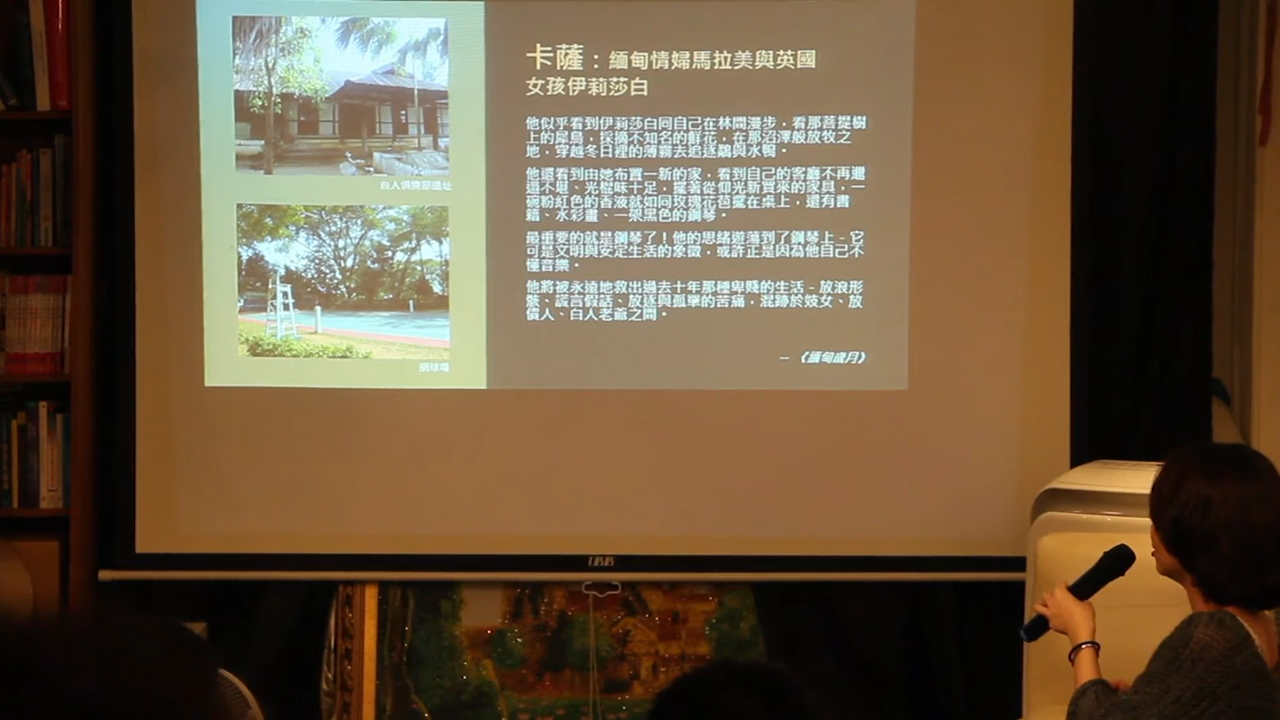 卡薩：緬甸情婦馬拉美與英國
女孩伊莉莎白
他似乎看到伊莉莎白同自己在林間漫步，看那菩提樹
上的犀鳥，採摘不知名的鮮花，在那沼澤般放牧之
地，穿越冬日裡的薄霧去追逐鷸與水鴨。
他還看到由她布置一新的家，看到自己的客廳不再邋
遢不堪、光棍味十足，擺著從仰光新買來的家具，一
碗粉紅色的香液就如同玫瑰花苞擺在桌上，還有書
籍、水彩畫、一架黑色的鋼琴。
最重要的就是鋼琴了！他的思緒遊蕩到了鋼琴上－它
可是文明與安定生活的象徵，或許正是因為他自己不
懂音樂。
他將被永遠地救出過去十年那種卑賤的生活－放浪形
骸、謊言假話、放逐與孤單的苦痛，混跡於妓女、放
債人、白人老爺之間。
— 《緬甸歲月》
白人俱樂部遺址
網球場